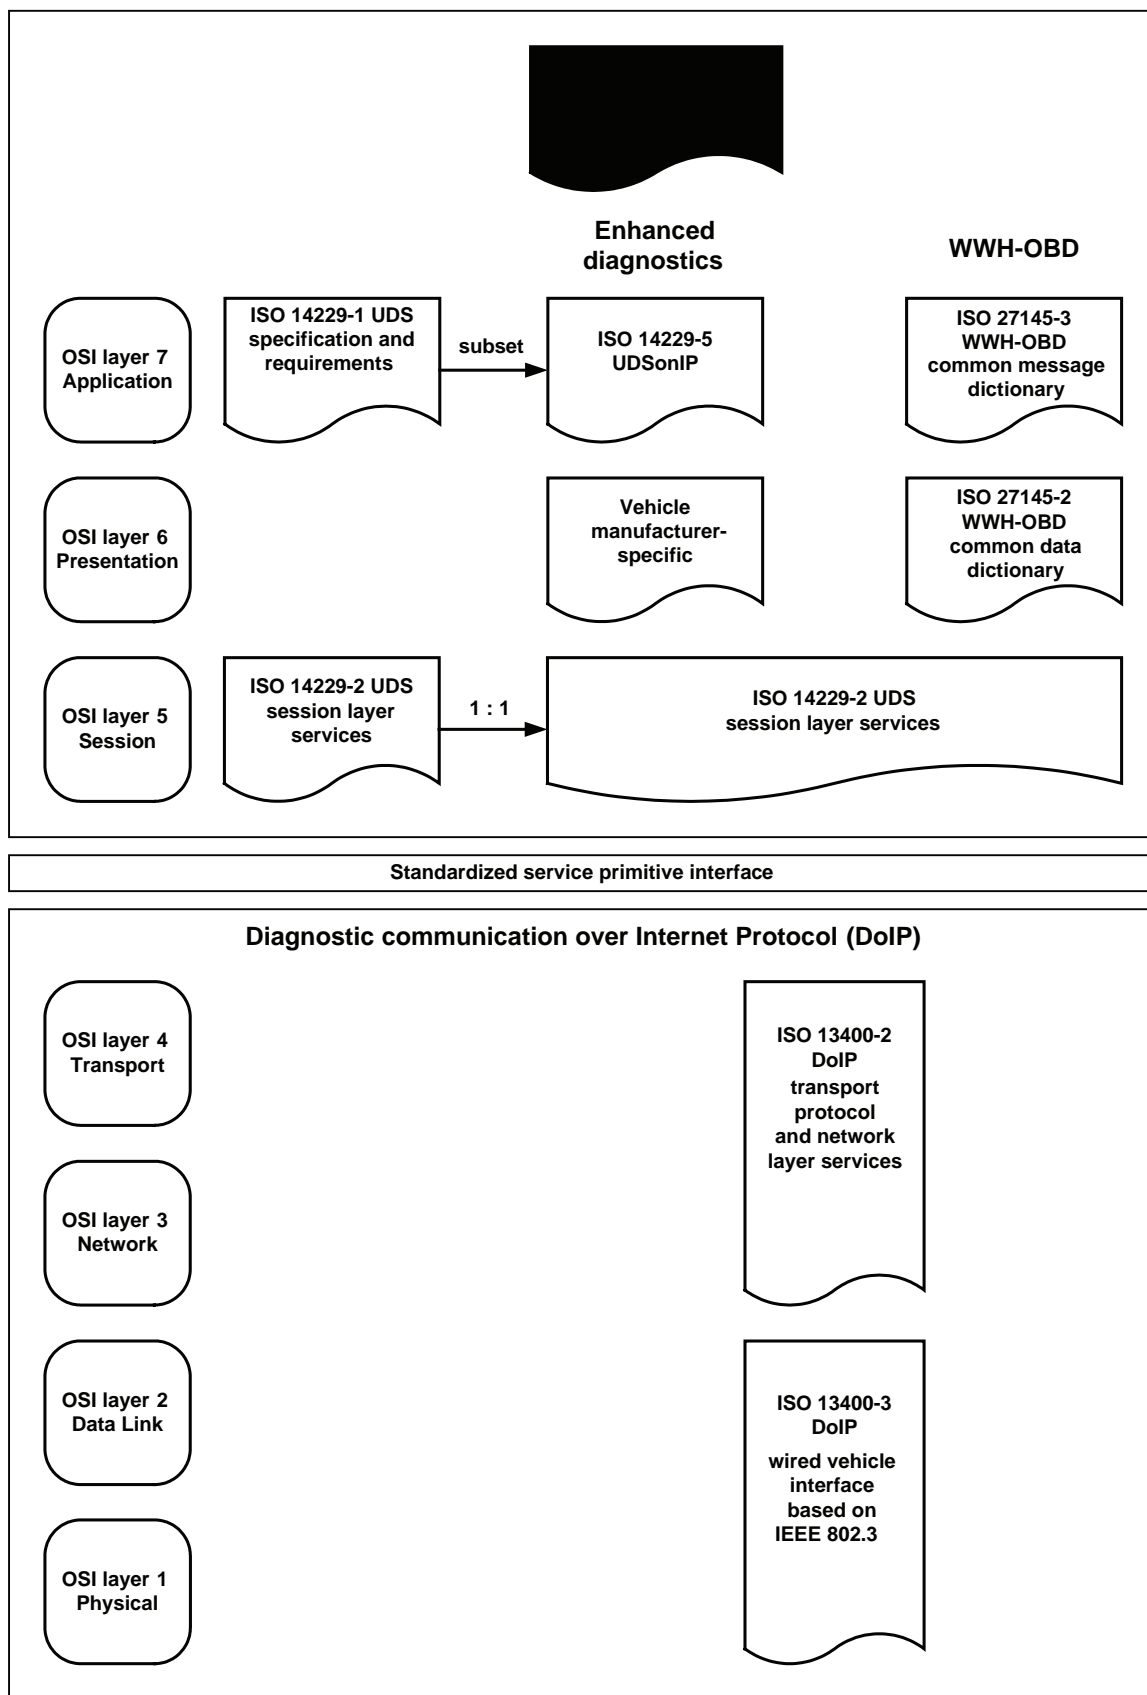 Enhanced
diagnostics
WWH-OBD
OSI layer 7
Application
ISO 14229-1 UDS
specification and
requirements
subset
ISO 14229-5
UDSonIP
ISO 27145-3
WWH-OBD
common message
dictionary
OSI layer 6
Presentation
Vehicle
manufacturer-
specific
ISO 27145-2
WWH-OBD
common data
dictionary
OSI layer 5
Session
ISO 14229-2 UDS
session layer
services
1 : 1
ISO 14229-2 UDS
session layer services
Standardized service primitive interface
Diagnostic communication over Internet Protocol (DoIP)
OSI layer 4
Transport
ISO 13400-2
DoIP
transport
protocol
and network
layer services
OSI layer 3
Network
OSI layer 2
Data Link
ISO 13400-3
DoIP
wired vehicle
interface
based on
IEEE 802.3
OSI layer 1
Physical